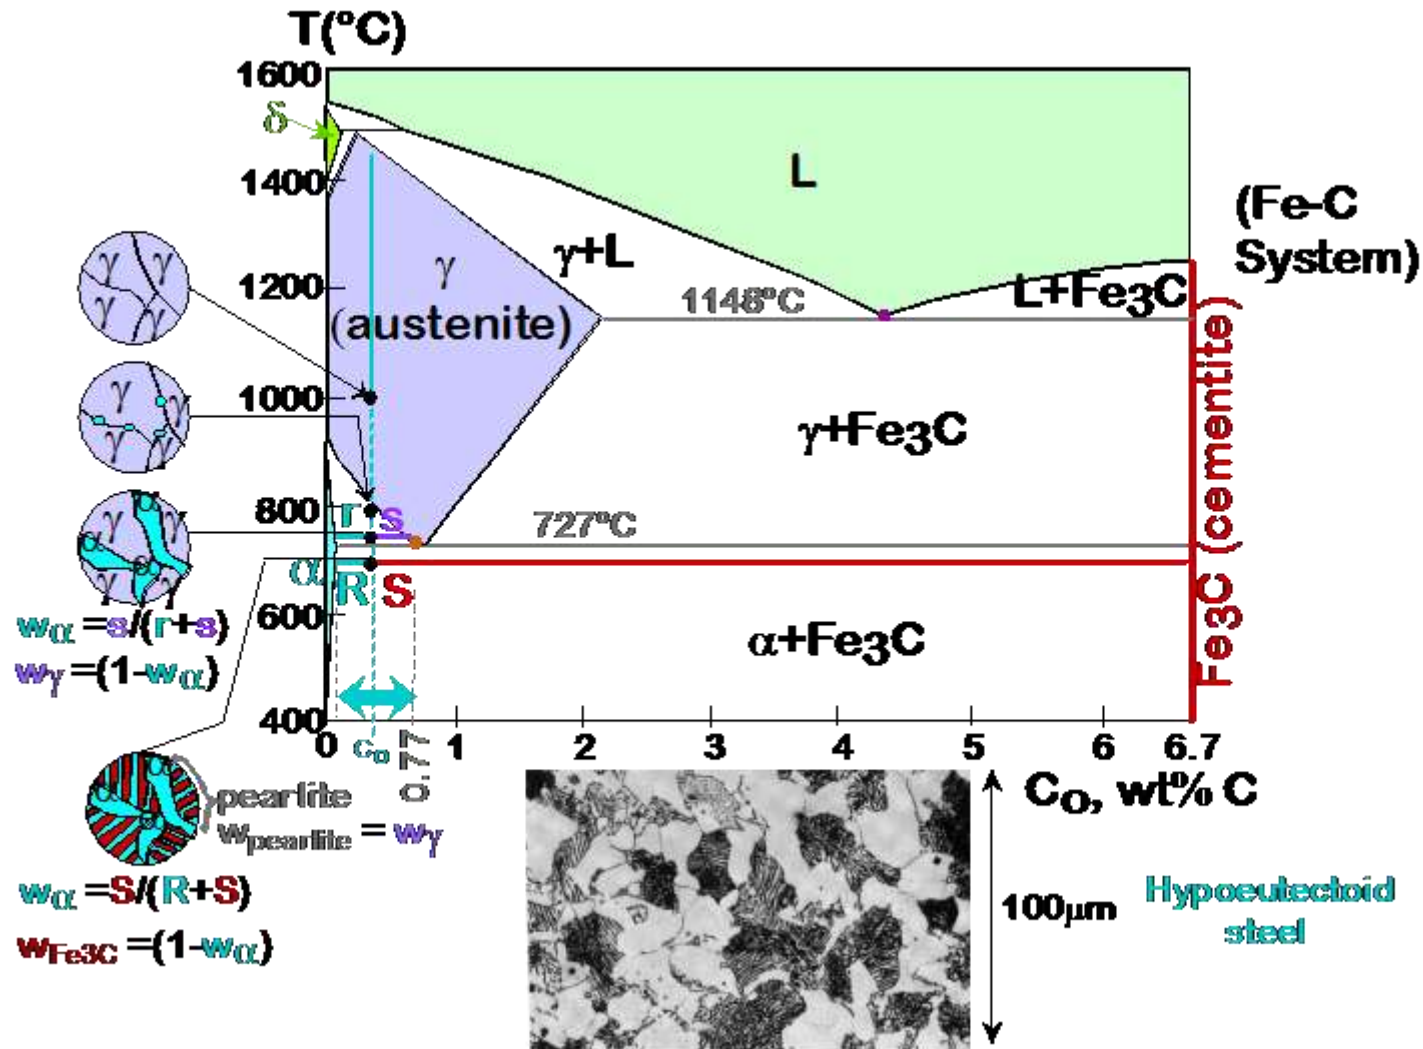 T(°C)
1600
δ
1400
L
(Fe-C
System)
γ+L
γ
(austenite)
1200
1148°C
L+Fe3C
γ γ
γ γ
1000
γ+Fe3C
γ
γ γ
γ
Fe3C (cementite)
800
r s
727°C
γ
α
γ γ
α
R S
600
wα =s/(r+s)
wγ =(1-wα)
α+Fe3C
400
0 co 0.77 1 2 3 4 5 6 6.7
Co, wt% C
α
pearlite
wpearlite = wγ
wα =S/(R+S)
wFe3C =(1-wα)
100μm
Hypoeutectoid
steel